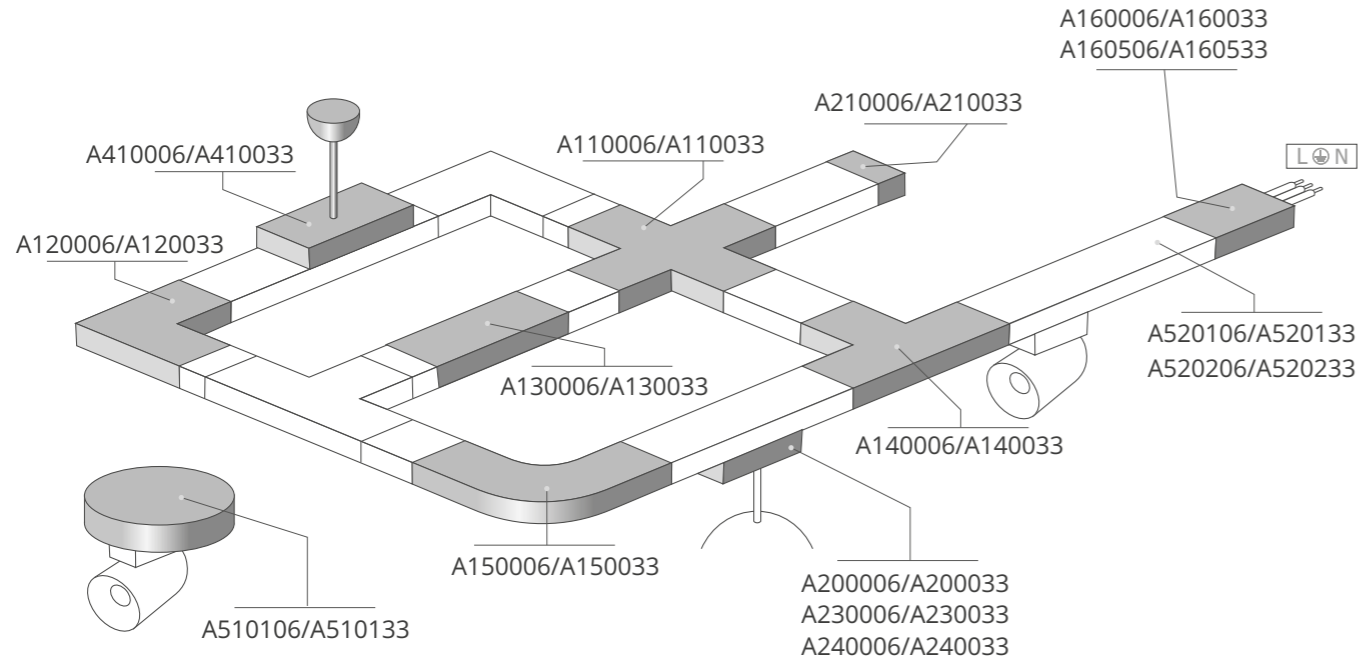 A160006/A160033
A160506/A160533
A210006/A210033
A110006/A110033
A410006/A410033
L ⏚ N
A120006/A120033
A520106/A520133
A520206/A520233
A130006/A130033
A140006/A140033
A150006/A150033
A200006/A200033
A230006/A230033
A240006/A240033
A510106/A510133